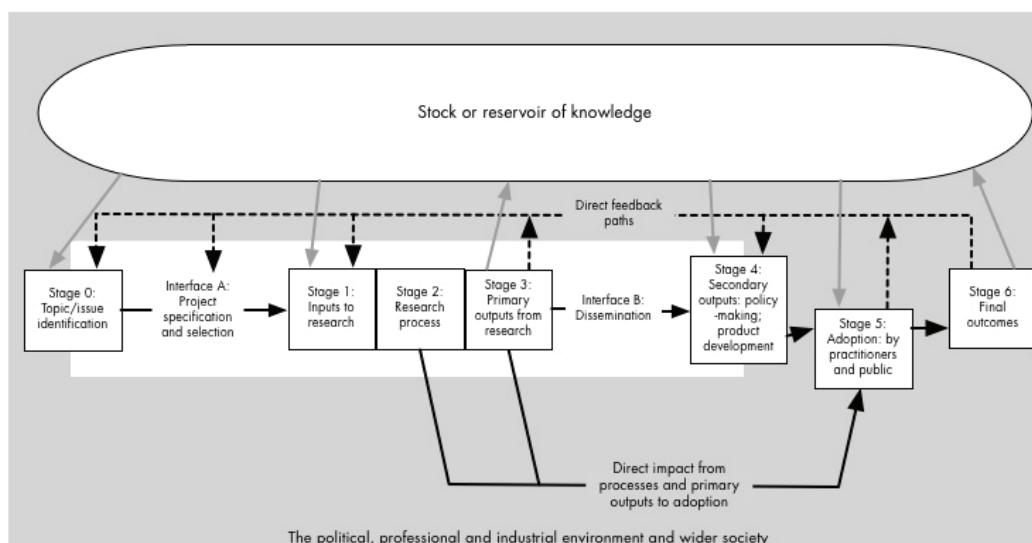 Stock or reservoir of knowledge
Direct feedback
paths
Stage 0:
Topic/issue
identification
Interface A:
Project
specification
and selection
Stage 1:
Inputs to
research
Stage 2:
Research
process
Stage 3:
Primary
outputs from
research
Interface B:
Dissemination
Stage 4:
Secondary
outputs: policy
-making;
product
development
Stage 5:
Adoption: by
practitioners
and public
Stage 6:
Final
outcomes
Direct impact from
processes and primary
outputs to adoption
The political, professional and industrial environment and wider society